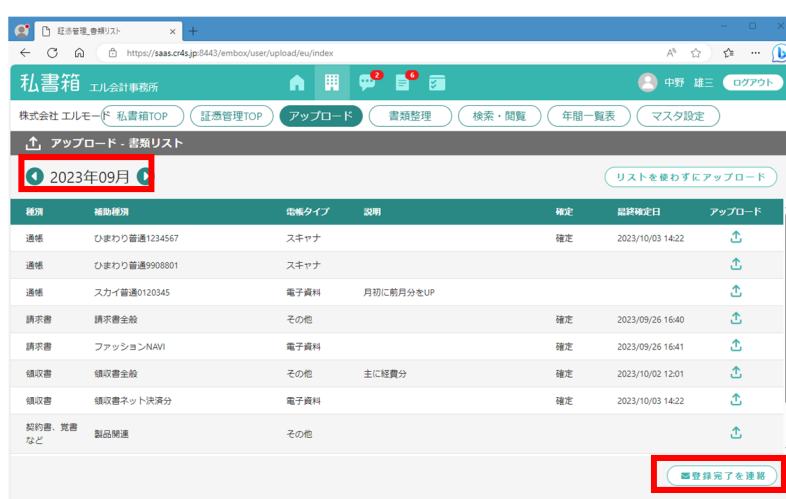 証憑管理_書類リスト
https://saas.cr4s.jp:8443/embox/user/upload/eu/index
私書箱 エル会計事務所 2 6 中野 雄三 ログアウト
株式会社 エルモード 私書箱TOP 証憑管理TOP アップロード 書類整理 検索・閲覧 年間一覧表 マスタ設定
アップロード - 書類リスト
2023年09月 リストを使わずにアップロード
種別 補助種別 電帳タイプ 説明 確定 最終確定日 アップロード
通帳 ひまわり普通1234567 スキャナ 確定 2023/10/03 14:22
通帳 ひまわり普通9908801 スキャナ
通帳 スカイ普通0120345 電子資料 月初に前月分をUP
請求書 請求書全般 その他 確定 2023/09/26 16:40
請求書 ファッションNAVI 電子資料 確定 2023/09/26 16:41
領収書 領収書全般 その他 主に経費分 確定 2023/10/02 12:01
領収書 領収書ネット決済分 電子資料 確定 2023/10/03 14:22
契約書、覚書など 製品関連 その他
登録完了を連絡